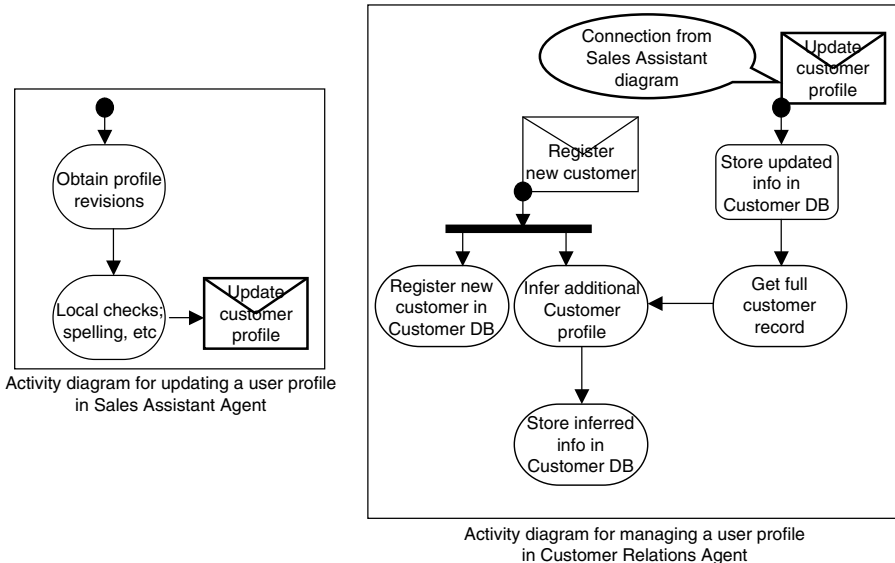 Obtain profile
revisions
Local checks;
spelling, etc
Update
customer
profile
Activity diagram for updating a user profile
in Sales Assistant Agent
Connection from
Sales Assistant
diagram
Update
customer
profile
Register
new customer
Store updated
info in
Customer DB
Register new
customer in
Customer DB
Infer additional
Customer
profile
Get full
customer
record
Store inferred
info in
Customer DB
Activity diagram for managing a user profile
in Customer Relations Agent